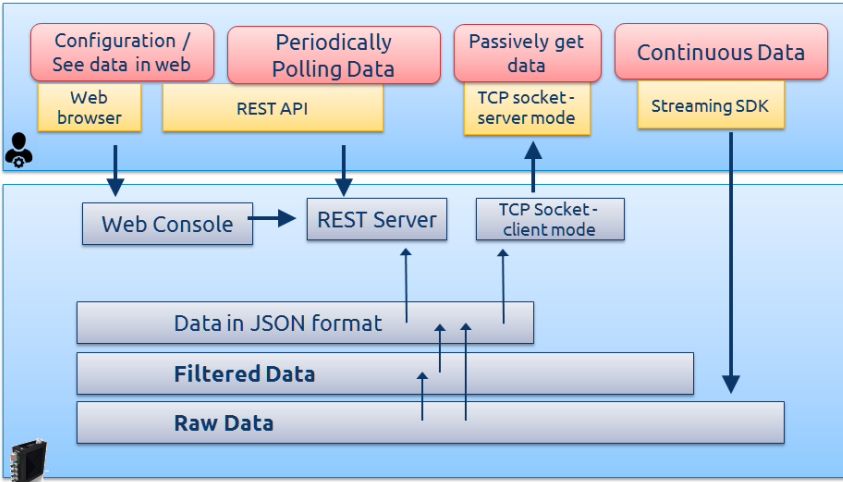 Configuration /
See data in web
Periodically
Polling Data
Passively get
data
Continuous Data
Web
browser
REST API
TCP socket -
server mode
Streaming SDK
Web Console
REST Server
TCP Socket -
client mode
Data in JSON format
Filtered Data
Raw Data